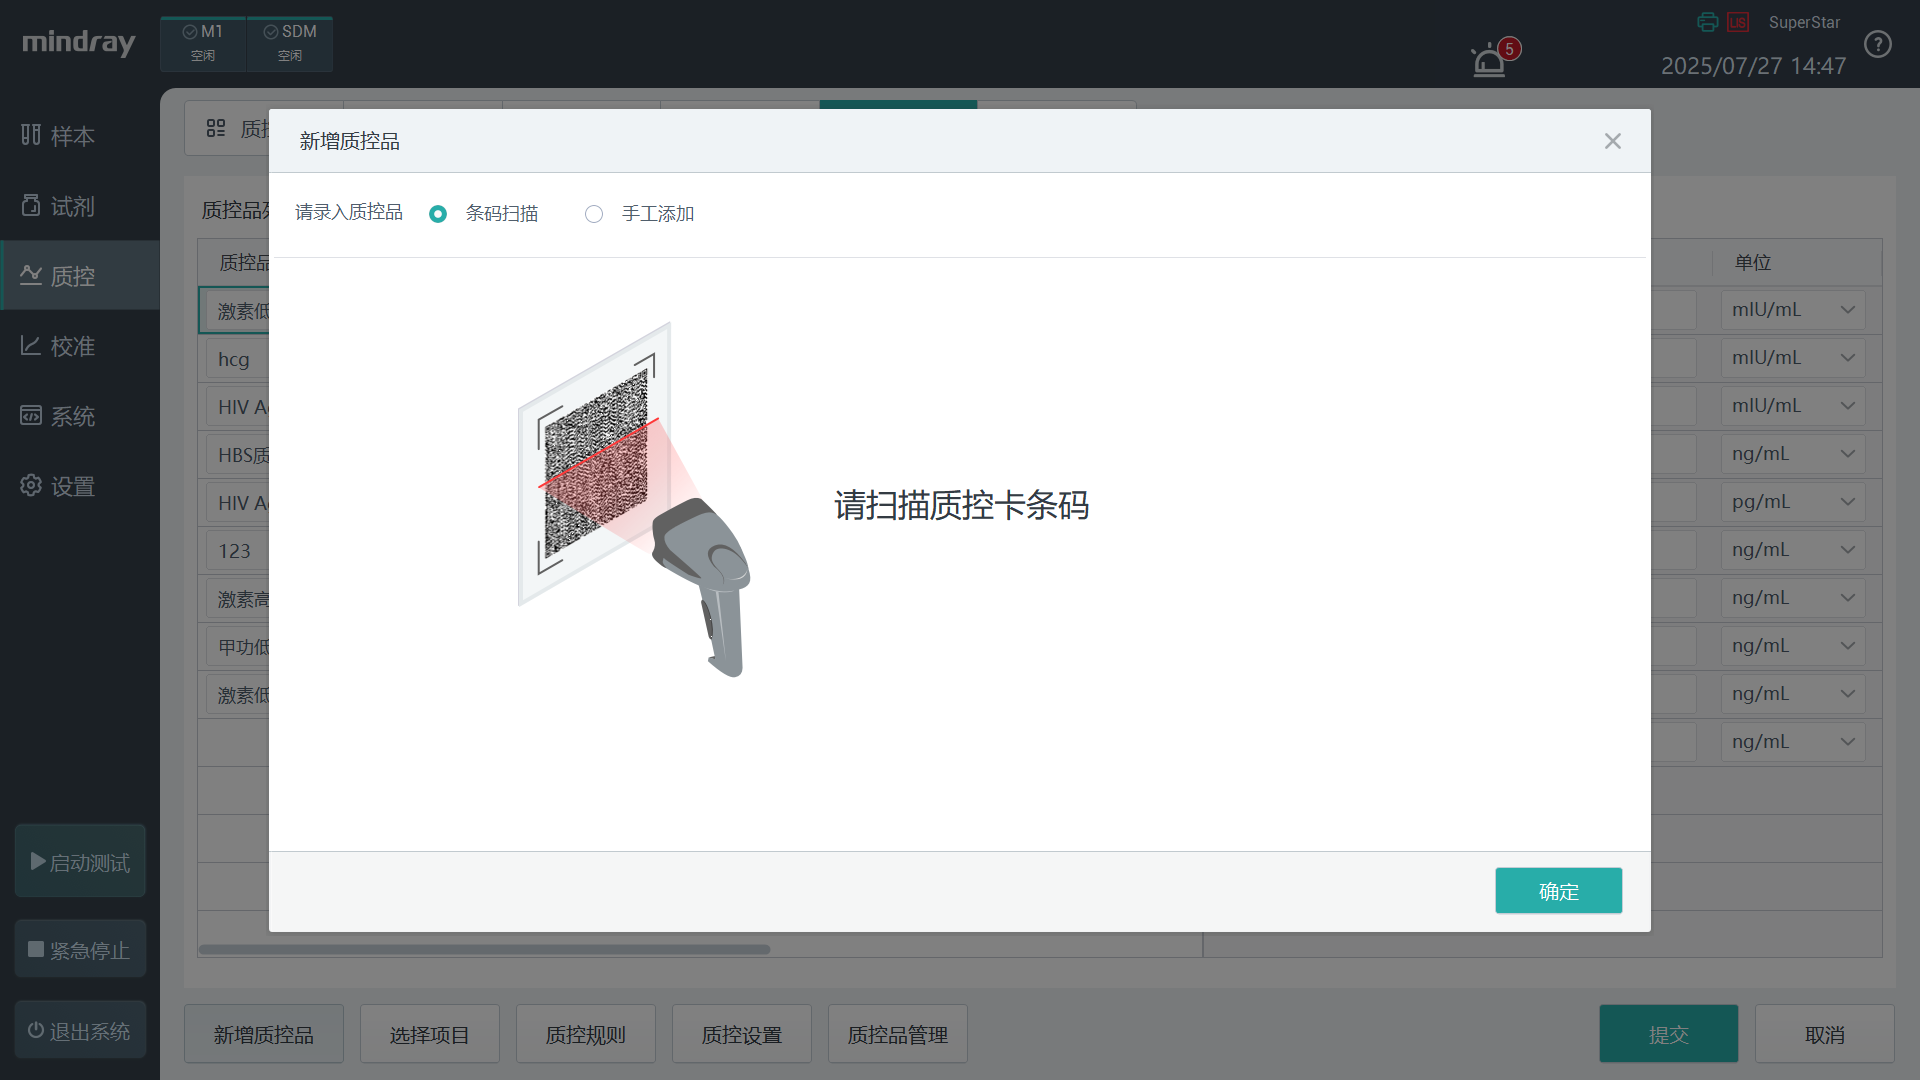 mindray
M1
空闲
SDM
空闲
5
LIS
SuperStar
2025/07/27 14:47
?
样本
试剂
质控
校准
系统
设置
启动测试
紧急停止
退出系统
新增质控品
请录入质控品
条码扫描
手工添加
请扫描质控卡条码
确定
质控品
单位
激素低
mIU/mL
hcg
mIU/mL
HIV A
mIU/mL
HBS质
ng/mL
HIV A
pg/mL
123
ng/mL
激素高
ng/mL
甲功低
ng/mL
激素低
ng/mL
ng/mL
新增质控品
选择项目
质控规则
质控设置
质控品管理
提交
取消